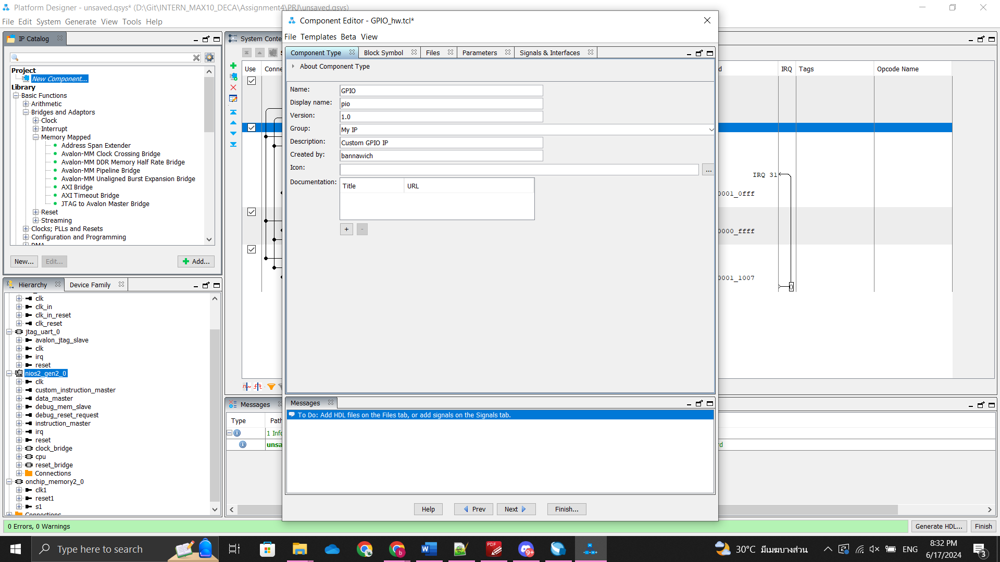 Platform Designer - unsaved.qsys* (D:\Git\INTERN_MAX10_DECA\Assignment4\PRJ\unsaved.qsys)
File Edit System Generate View Tools Help
IP Catalog
Project
New Component...
Library
Basic Functions
Arithmetic
Bridges and Adaptors
Clock
Interrupt
Memory Mapped
Address Span Extender
Avalon-MM Clock Crossing Bridge
Avalon-MM DDR Memory Half Rate Bridge
Avalon-MM Pipeline Bridge
Avalon-MM Unaligned Burst Expansion Bridge
AXI Bridge
AXI Timeout Bridge
JTAG to Avalon Master Bridge
Reset
Streaming
Clocks; PLLs and Resets
Configuration and Programming
DMA
New... Edit... Add...
Hierarchy Device Family
clk
clk_in
clk_in_reset
clk_reset
jtag_uart_0
avalon_jtag_slave
clk
irq
reset
nios2_gen2_0
clk
custom_instruction_master
data_master
debug_mem_slave
debug_reset_request
instruction_master
irq
reset
clock_bridge
cpu
reset_bridge
Connections
onchip_memory2_0
clk1
reset1
s1
Connections
System Conte
Use Conne
d IRQ Tags Opcode Name
IRQ 31
0001_0fff
0000_ffff
0001_1007
0
Messages
Type Path
1 Info
unsa
rd
Component Editor - GPIO_hw.tcl*
File Templates Beta View
Component Type Block Symbol Files Parameters Signals & Interfaces
About Component Type
Name: GPIO
Display name: pio
Version: 1.0
Group: My IP
Description: Custom GPIO IP
Created by: bannawich
Icon: ...
Documentation: Title URL
+ -
Messages
To Do: Add HDL files on the Files tab, or add signals on the Signals tab.
Help Prev Next Finish...
0 Errors, 0 Warnings
Generate HDL... Finish
Type here to search
30°C มีเมฆบางส่วน ENG
8:32 PM
6/17/2024
3